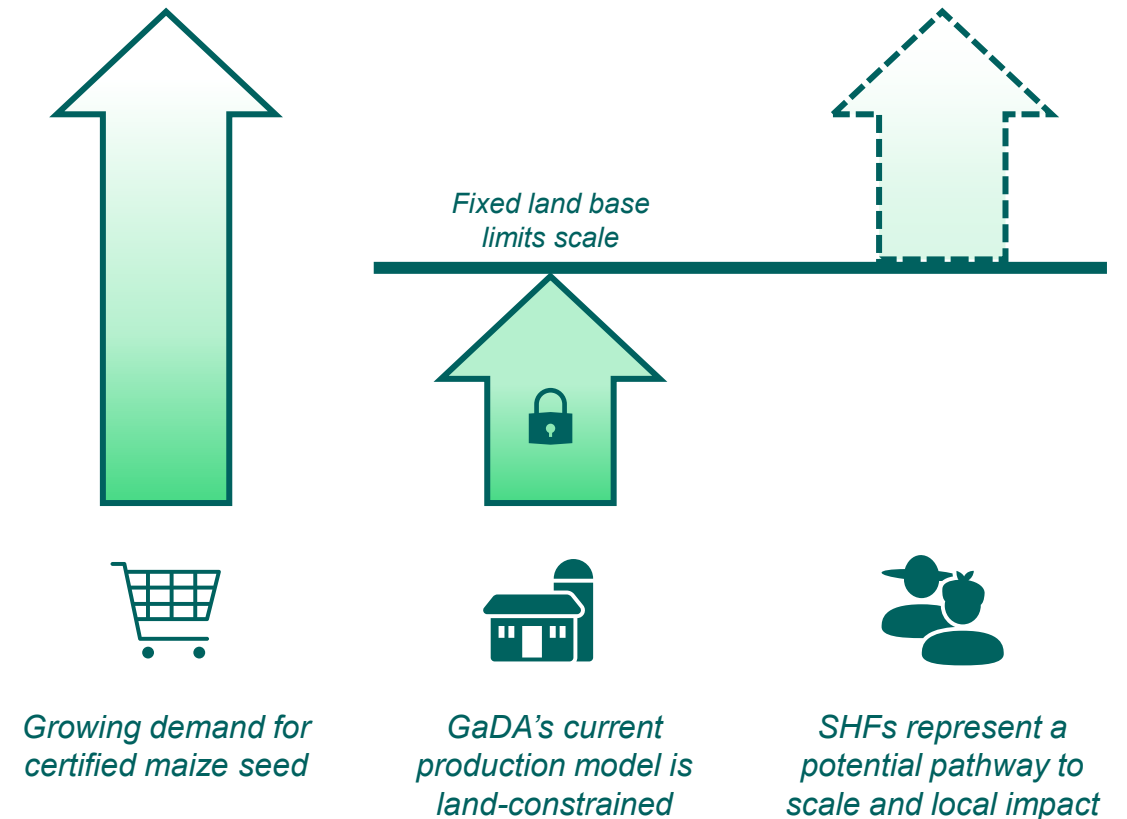 Fixed land base
limits scale
Growing demand for
certified maize seed
GaDA’s current
production model is
land-constrained
SHFs represent a
potential pathway to
scale and local impact